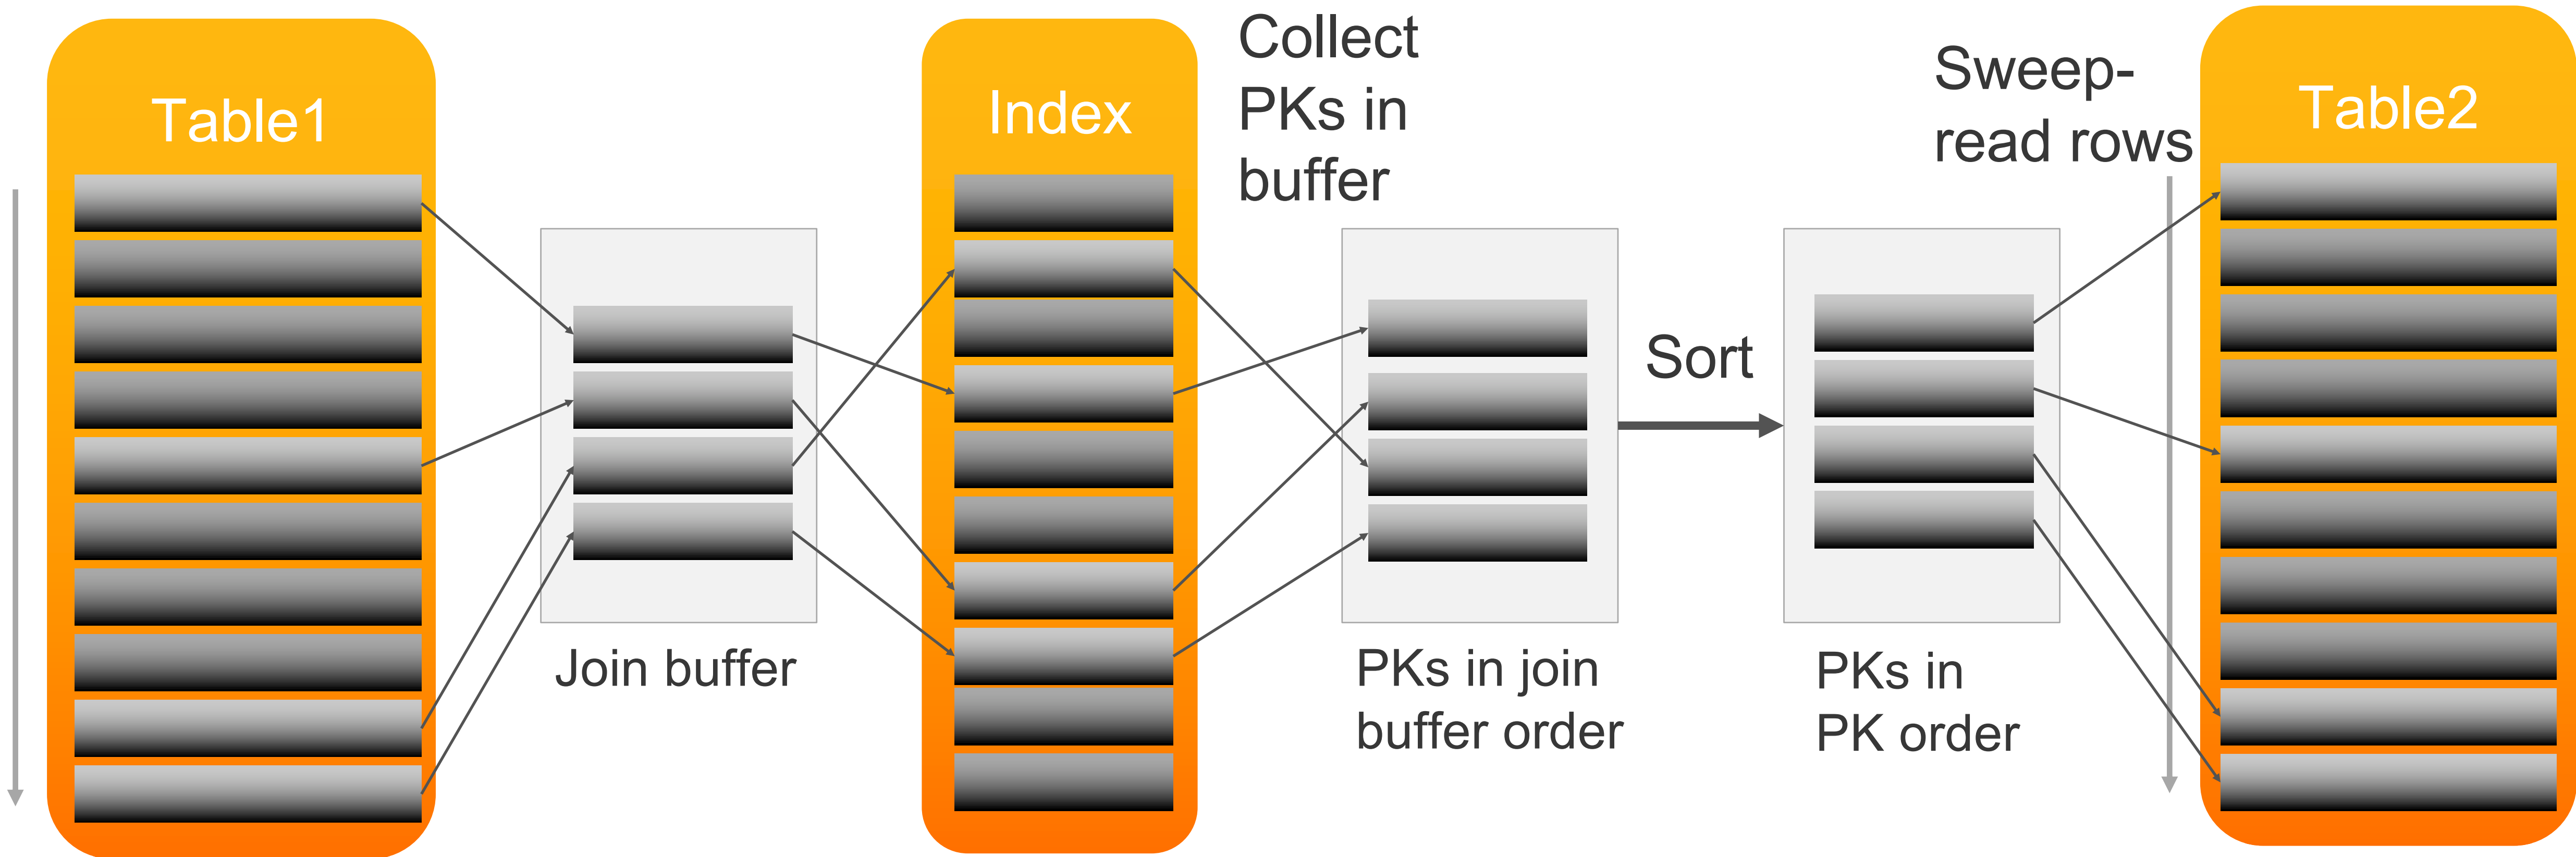 Table1
Join buffer
Index
Collect
PKs in
buffer
PKs in join
buffer order
Sort
PKs in
PK order
Sweep-
read rows
Table2